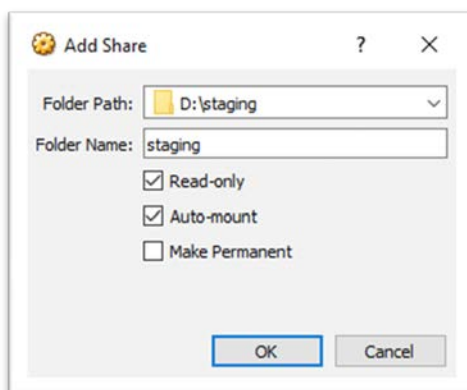 Add Share ?
Folder Path: D:\staging
Folder Name: staging
Read-only
Auto-mount
Make Permanent
OK Cancel